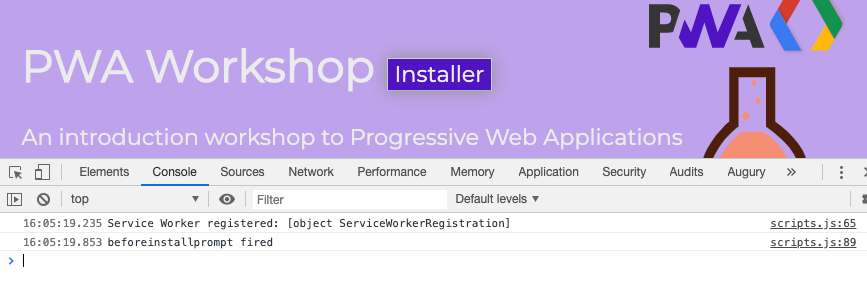 PWA
PWA Workshop Installer
An introduction workshop to Progressive Web Applications
Elements Console Sources Network Performance Memory Application Security Audits Augury »
top ▼ Filter Default levels ▼
16:05:19.235 Service Worker registered: [object ServiceWorkerRegistration] scripts.js:65
16:05:19.853 beforeinstallprompt fired scripts.js:89
>